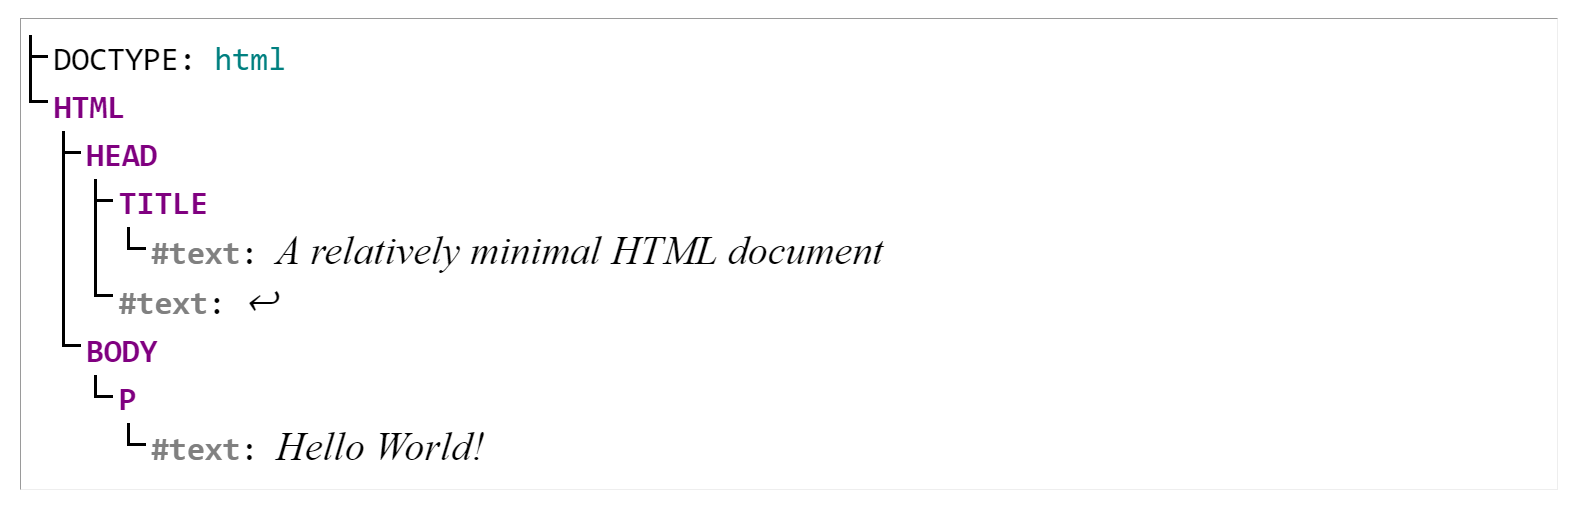 DOCTYPE: html
HTML
HEAD
TITLE
#text: A relatively minimal HTML document
#text: ↩
BODY
P
#text: Hello World!